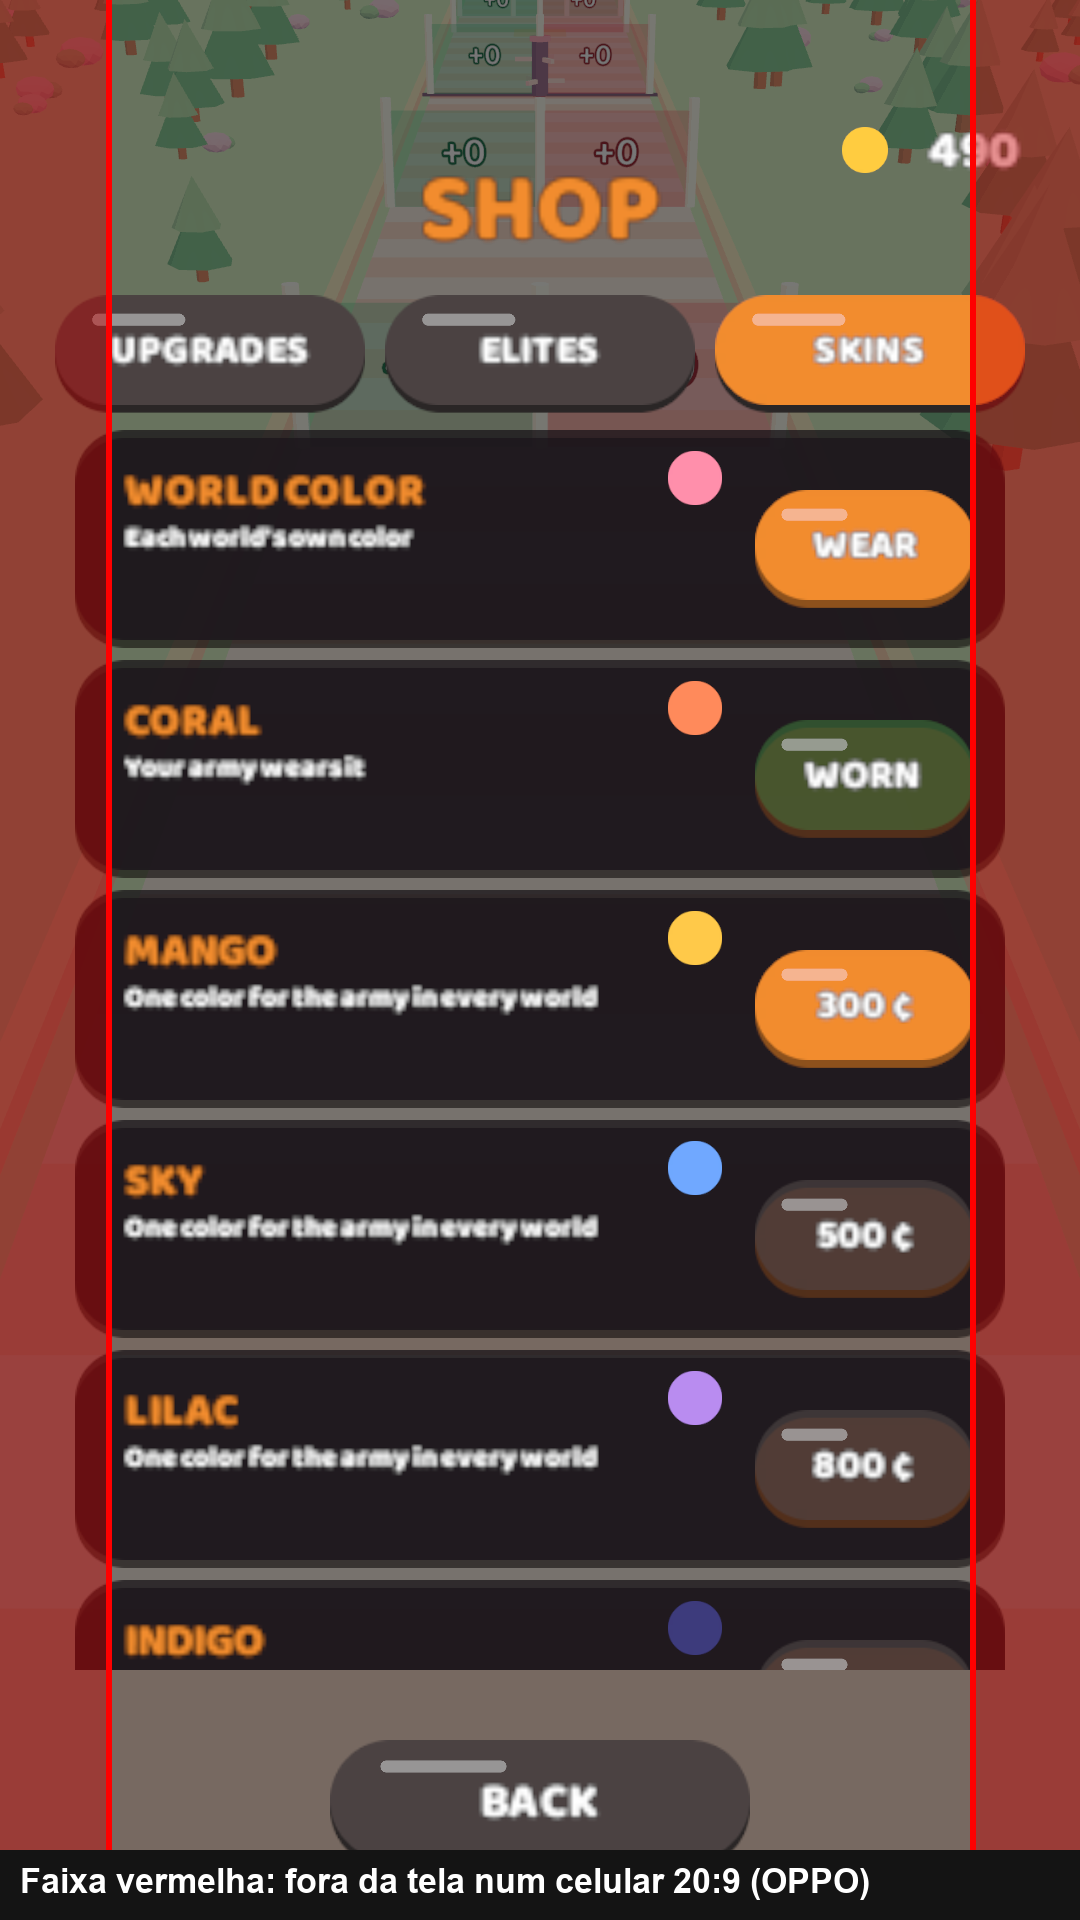 +0 +0
+0 +0
+0 +0
490
SHOP
UPGRADES ELITES SKINS
WORLD COLOR
Each world's own color
WEAR
CORAL
Your army wears it
WORN
MANGO
One color for the army in every world
300 ¢
SKY
One color for the army in every world
500 ¢
LILAC
One color for the army in every world
800 ¢
INDIGO
BACK
Faixa vermelha: fora da tela num celular 20:9 (OPPO)